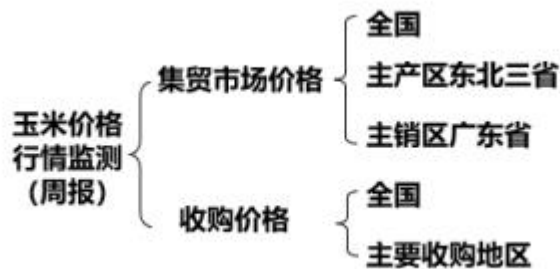 玉米价格
行情监测
（周报）
集贸市场价格
全国
主产区东北三省
主销区广东省
收购价格
全国
主要收购地区